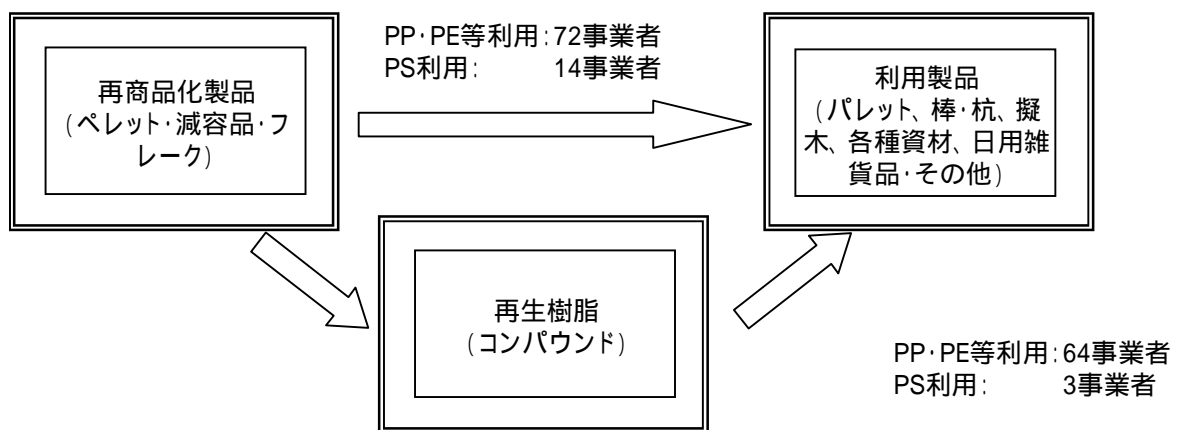 PP・PE等利用:72事業者
PS利用: 14事業者
再商品化製品
(ペレット・減容品・フ
レーク)
利用製品
(パレット、棒・杭、擬
木、各種資材、日用雑
貨品・その他)
再生樹脂
(コンパウンド)
PP・PE等利用:64事業者
PS利用: 3事業者